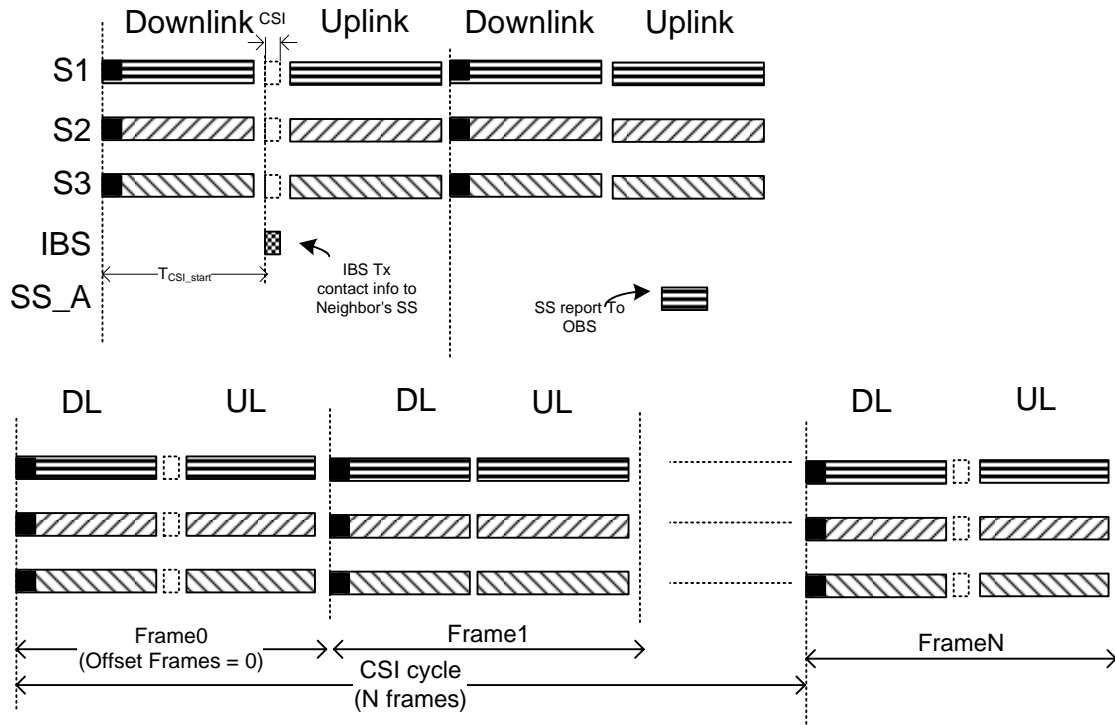 Downlink CSI Uplink Downlink Uplink
S1
S2
S3
IBS
TCSI_start
IBS Tx
contact info to
Neighbor's SS
SS_A
SS report To
OBS
DL UL DL UL DL UL
Frame0
(Offset Frames = 0)
Frame1
FrameN
CSI cycle
(N frames)